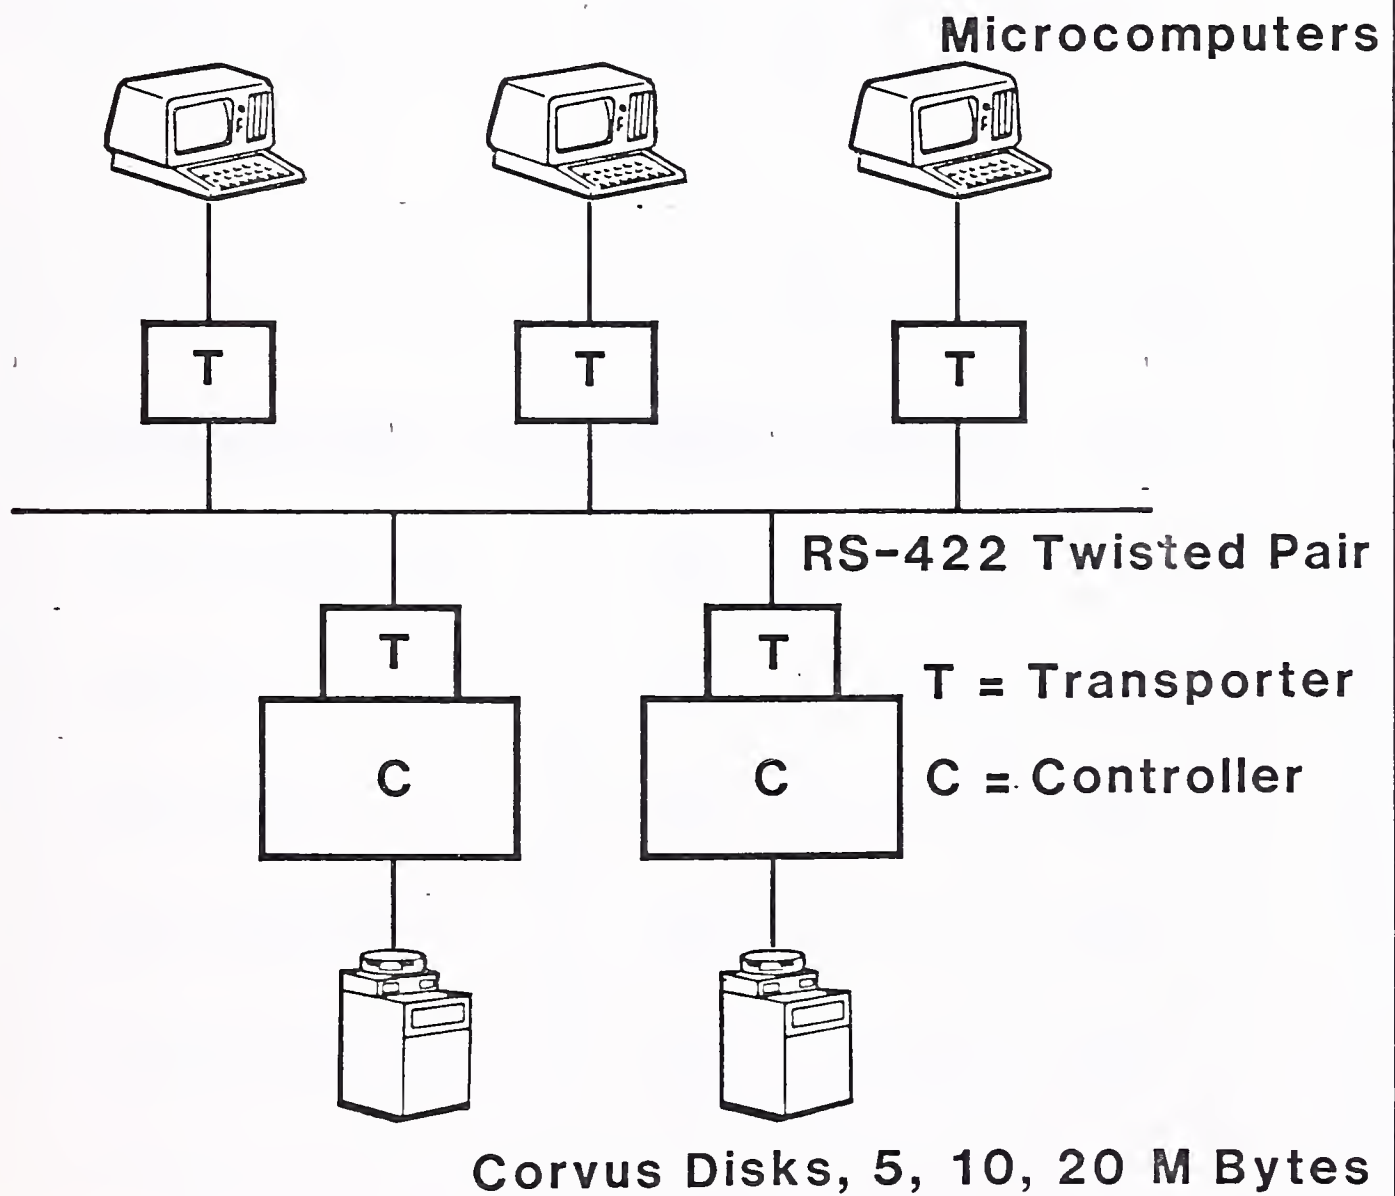 Microcomputers
T
T
T
RS-422 Twisted Pair
T
T
T = Transporter
C
C
C = Controller
Corvus Disks, 5, 10, 20 M Bytes